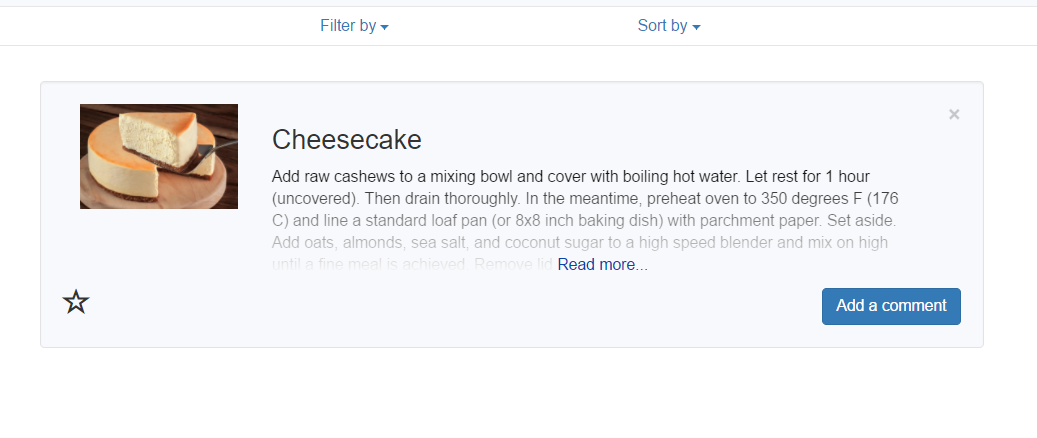 Filter by
Sort by
×
Cheesecake
Add raw cashews to a mixing bowl and cover with boiling hot water. Let rest for 1 hour
(uncovered). Then drain thoroughly. In the meantime, preheat oven to 350 degrees F (176
C) and line a standard loaf pan (or 8x8 inch baking dish) with parchment paper. Set aside.
Add oats, almonds, sea salt, and coconut sugar to a high speed blender and mix on high
until a fine meal is achieved. Remove lid Read more...
Add a comment